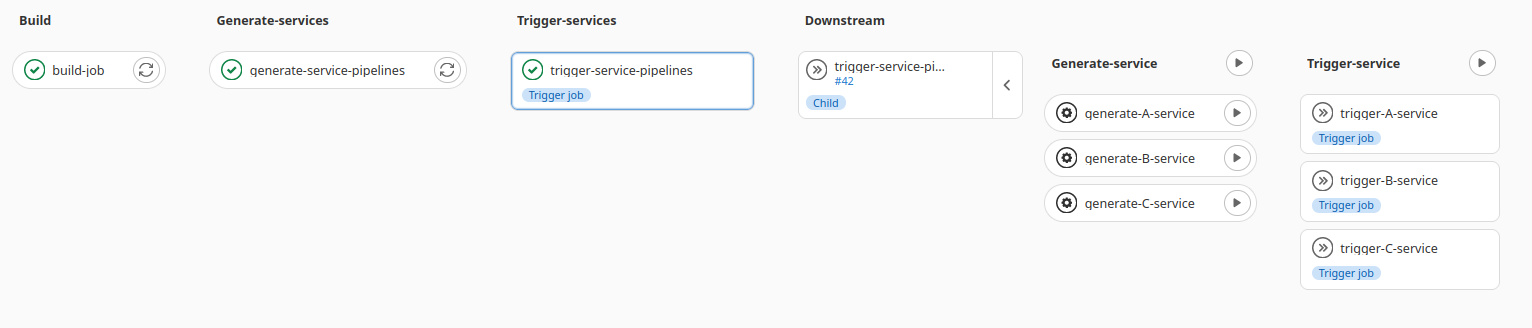 Build
Generate-services
Trigger-services
Downstream
build-job
generate-service-pipelines
trigger-service-pipelines
Trigger job
trigger-service-pi...
#42
Child
Generate-service
generate-A-service
generate-B-service
generate-C-service
Trigger-service
trigger-A-service
Trigger job
trigger-B-service
Trigger job
trigger-C-service
Trigger job